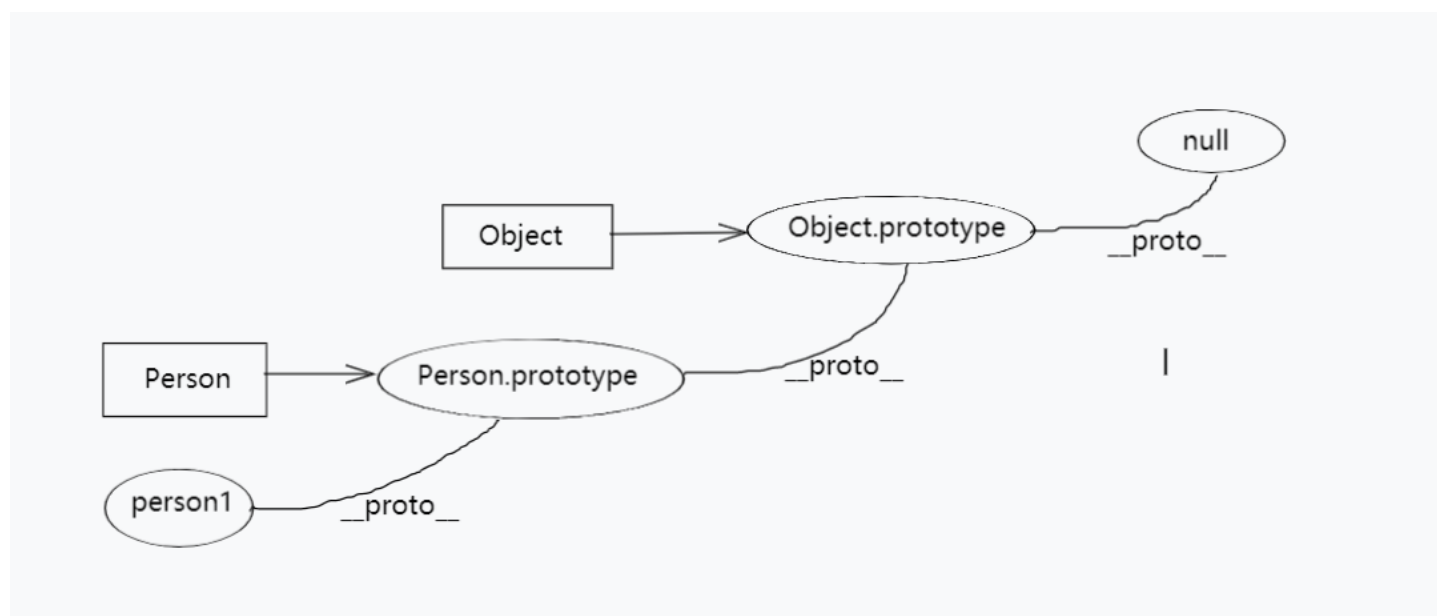 null
Object
Object.prototype
__proto__
Person
Person.prototype
__proto__
person1
__proto__